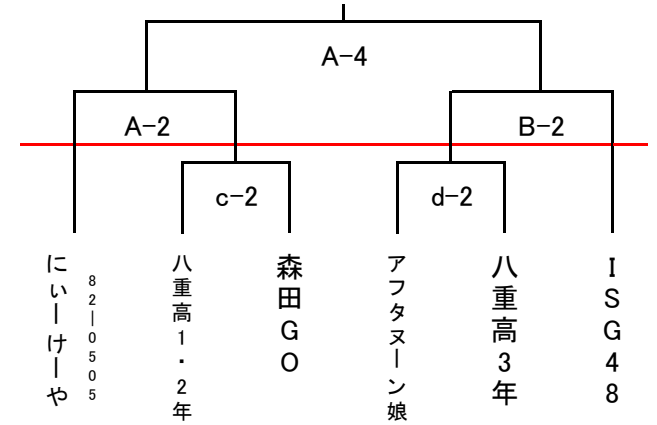 A-4
A-2
B-2
c-2
d-2
にぃーけーや
82-0505
八重高1・2年
森田GO
アフタヌーン娘
八重高3年
ISG48